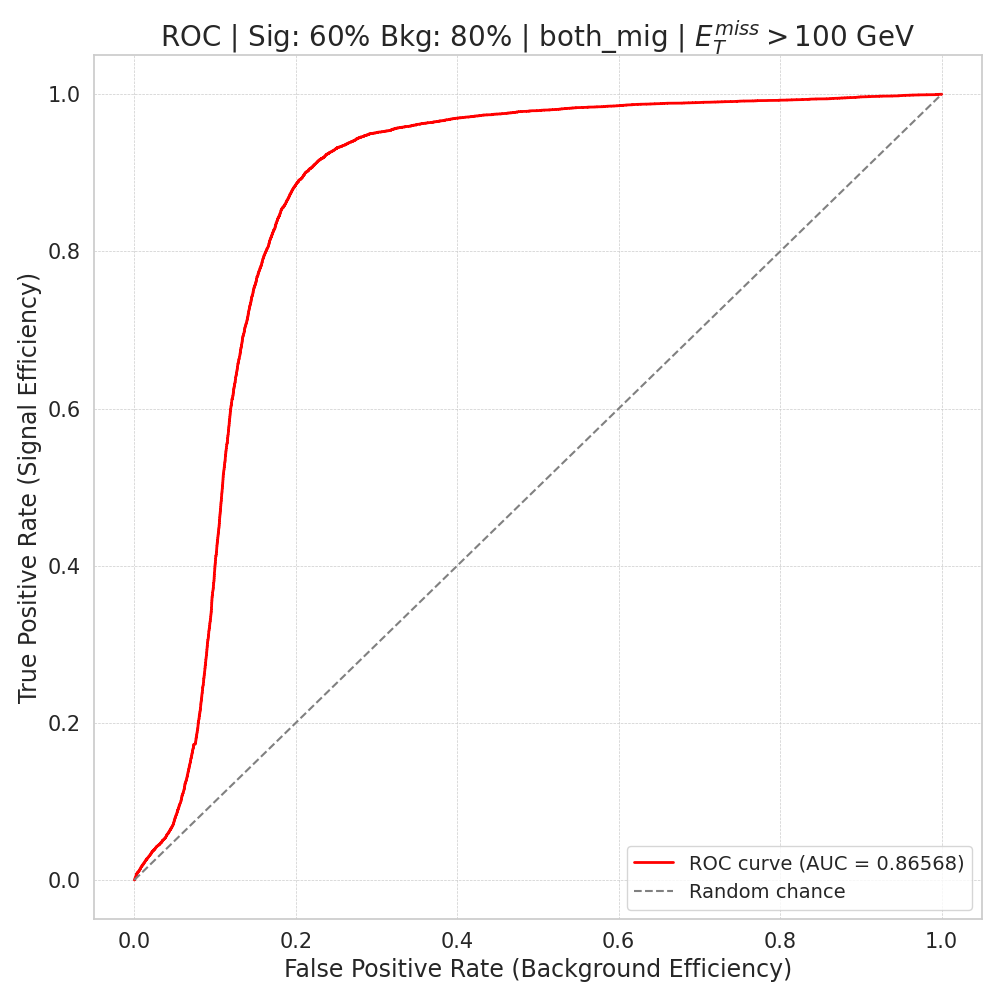 ROC | Sig: 60% Bkg: 80% | both_mig | $E_T^{miss} > 100$ GeV
1.0
0.8
0.6
0.4
0.2
0.0
True Positive Rate (Signal Efficiency)
ROC curve (AUC = 0.86568)
Random chance
0.0 0.2 0.4 0.6 0.8 1.0
False Positive Rate (Background Efficiency)